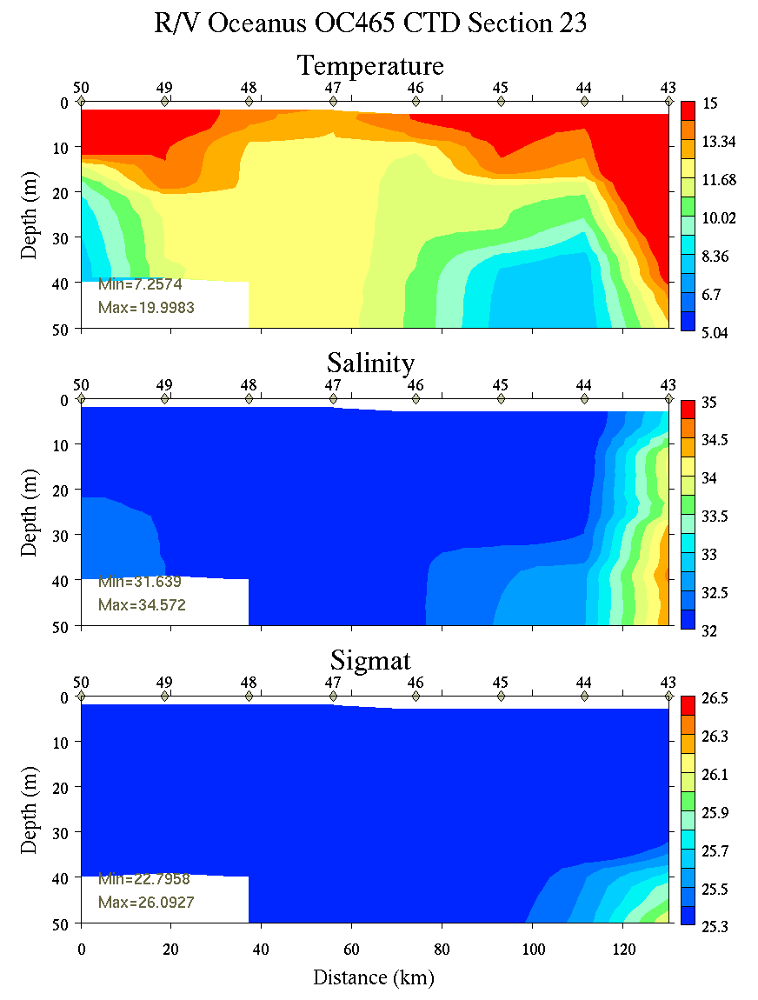 R/V Oceanus OC465 CTD Section 23
Temperature
50 49 48 47 46 45 44 43
0
10
20
30
40
50
Depth (m)
Min=7.2574
Max=19.9983
15
13.34
11.68
10.02
8.36
6.7
5.04
Salinity
50 49 48 47 46 45 44 43
0
10
20
30
40
50
Depth (m)
Min=31.639
Max=34.572
35
34.5
34
33.5
33
32.5
32
Sigmat
50 49 48 47 46 45 44 43
0
10
20
30
40
50
Depth (m)
Min=22.7958
Max=26.0927
26.5
26.3
26.1
25.9
25.7
25.5
25.3
0 20 40 60 80 100 120
Distance (km)